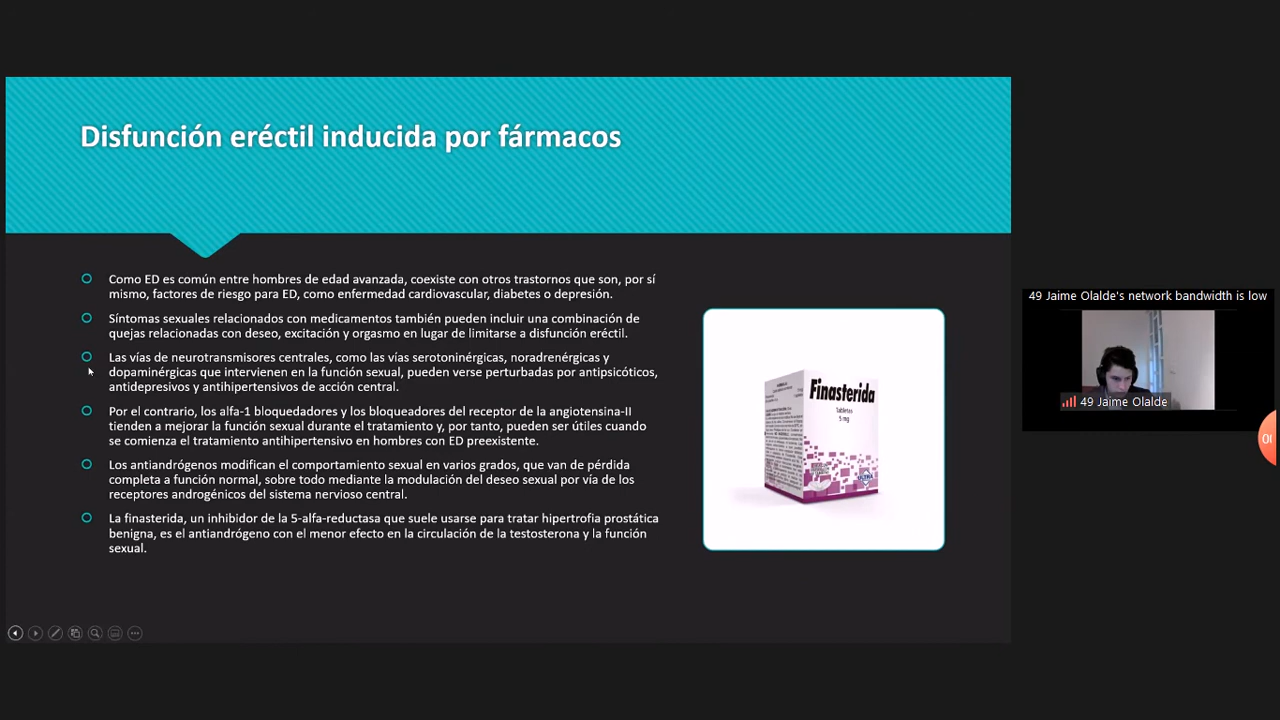 Disfunción eréctil inducida por fármacos
Como ED es común entre hombres de edad avanzada, coexiste con otros trastornos que son, por sí
mismo, factores de riesgo para ED, como enfermedad cardiovascular, diabetes o depresión.
Síntomas sexuales relacionados con medicamentos también pueden incluir una combinación de
quejas relacionadas con deseo, excitación y orgasmo en lugar de limitarse a disfunción eréctil.
Las vías de neurotransmisores centrales, como las vías serotoninérgicas, noradrenérgicas y
dopaminérgicas que intervienen en la función sexual, pueden verse perturbadas por antipsicóticos,
antidepresivos y antihipertensivos de acción central.
Por el contrario, los alfa-1 bloquedadores y los bloqueadores del receptor de la angiotensina-II
tienden a mejorar la función sexual durante el tratamiento y, por tanto, pueden ser útiles cuando
se comienza el tratamiento antihipertensivo en hombres con ED preexistente.
Los antiandrógenos modifican el comportamiento sexual en varios grados, que van de pérdida
completa a función normal, sobre todo mediante la modulación del deseo sexual por vía de los
receptores androgénicos del sistema nervioso central.
La finasterida, un inhibidor de la 5-alfa-reductasa que suele usarse para tratar hipertrofia prostática
benigna, es el antiandrógeno con el menor efecto en la circulación de la testosterona y la función
sexual.
Finasterida
Tabletas
5 mg
ULTRA
49 Jaime Olalde's network bandwidth is low
49 Jaime Olalde